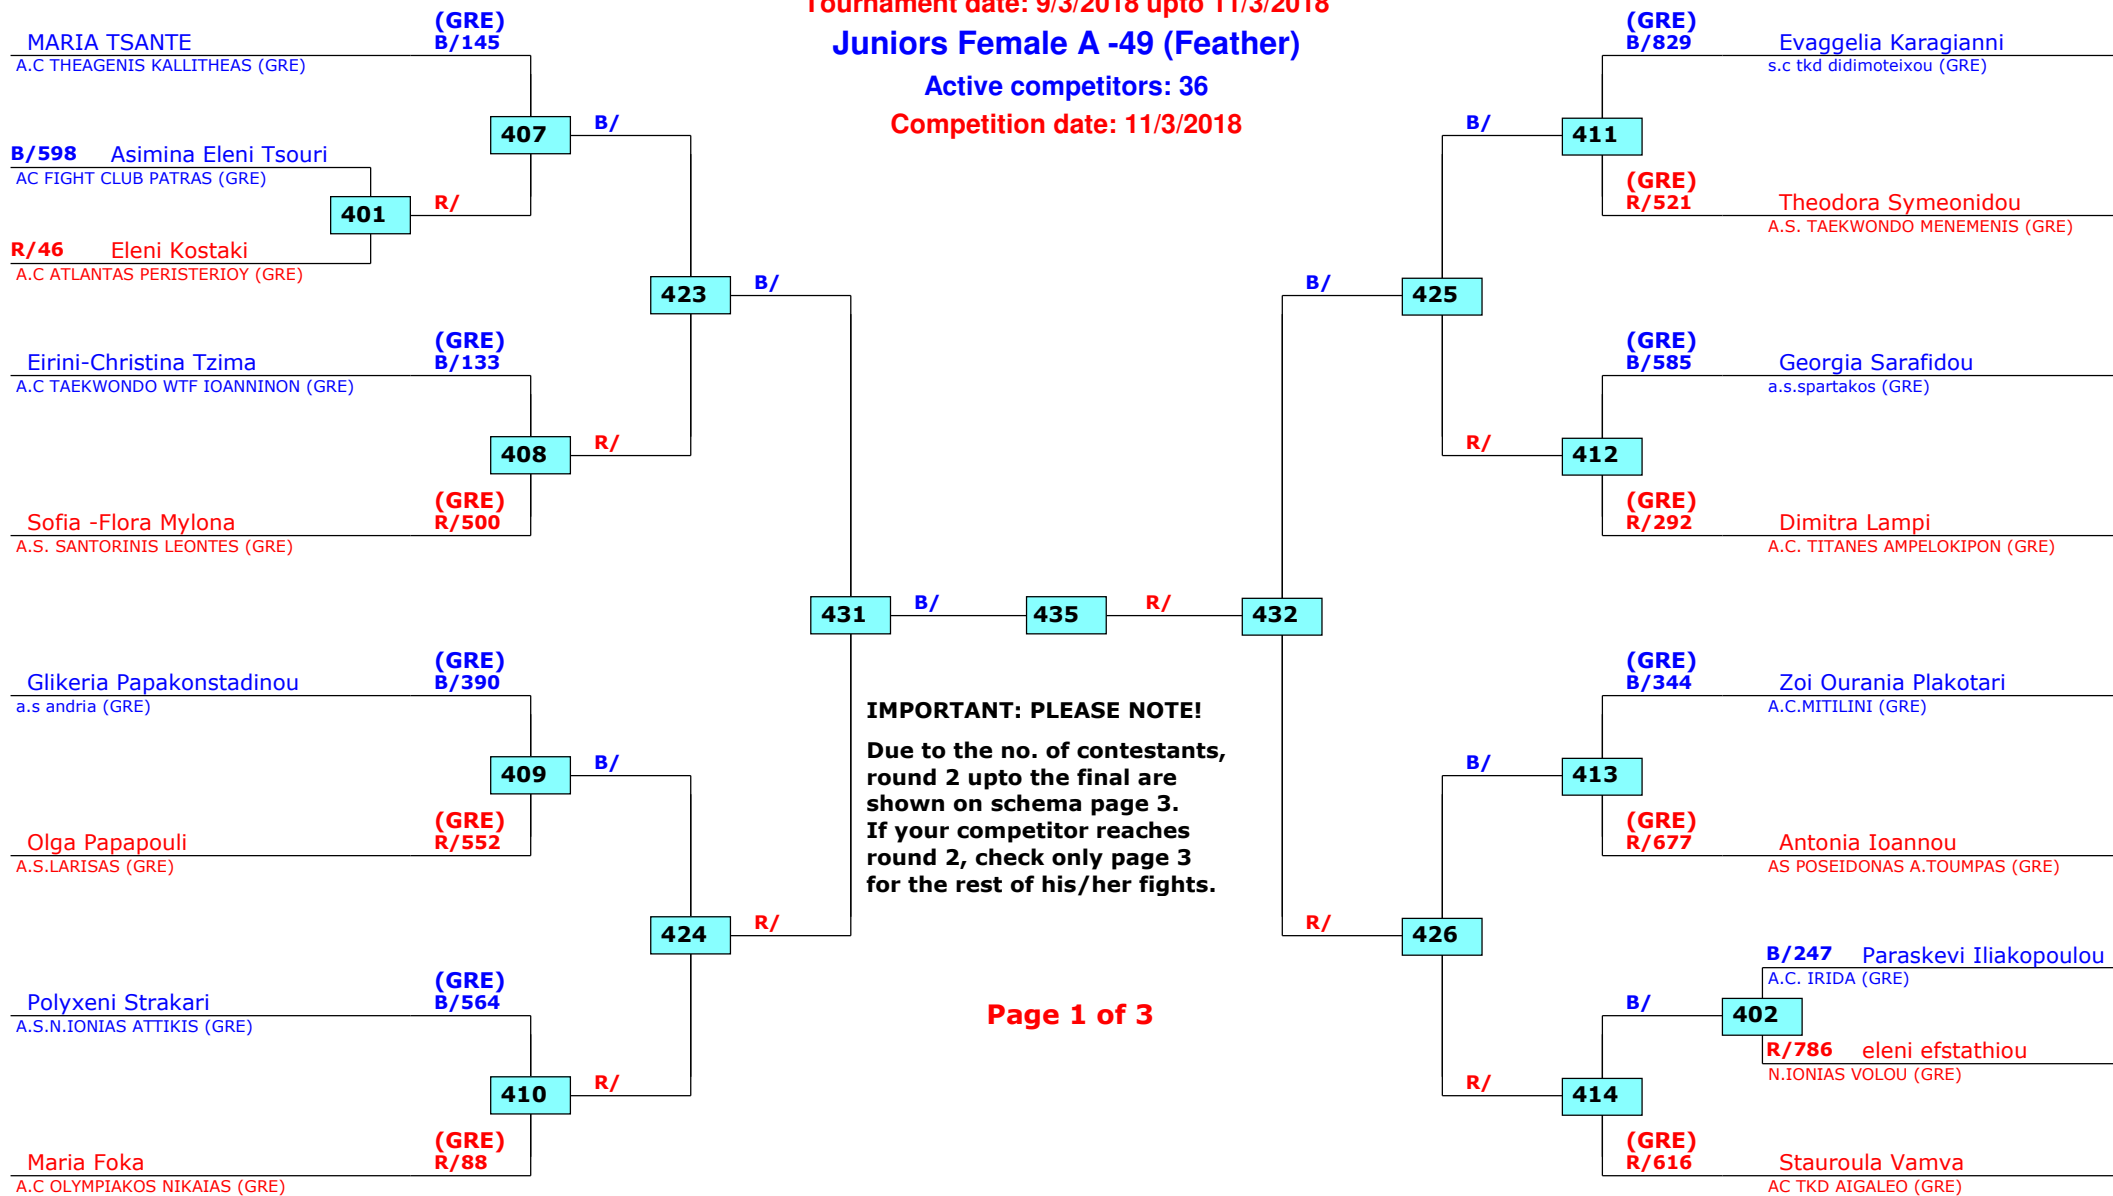 Tournament date: 9/3/2018 upto 11/3/2018
Juniors Female A -49 (Feather)
Active competitors: 36
Competition date: 11/3/2018
(GRE)
MARIA TSANTE B/145
A.C THEAGENIS KALLITHEAS (GRE)
407 B/
B/598 Asimina Eleni Tsouri
AC FIGHT CLUB PATRAS (GRE)
401 R/
R/46 Eleni Kostaki
A.C ATLANTAS PERISTERIOY (GRE)
423 B/
(GRE)
Eirini-Christina Tzima B/133
A.C TAEKWONDO WTF IOANNINON (GRE)
408 R/
(GRE)
Sofia -Flora Mylona R/500
A.S. SANTORINIS LEONTES (GRE)
431 B/ 435 R/ 432
(GRE)
Glikeria Papakonstadinou B/390
a.s andria (GRE)
409 B/
(GRE)
Olga Papapouli R/552
A.S.LARISAS (GRE)
424 R/
(GRE)
Polyxeni Strakari B/564
A.S.N.IONIAS ATTIKIS (GRE)
410 R/
(GRE)
Maria Foka R/88
A.C OLYMPIAKOS NIKAIAS (GRE)
IMPORTANT: PLEASE NOTE!
Due to the no. of contestants,
round 2 upto the final are
shown on schema page 3.
If your competitor reaches
round 2, check only page 3
for the rest of his/her fights.
Page 1 of 3
(GRE)
B/829 Evaggelia Karagianni
s.c tkd didimoteixou (GRE)
B/ 411
(GRE)
R/521 Theodora Symeonidou
A.S. TAEKWONDO MENEMENIS (GRE)
B/ 425
(GRE)
B/585 Georgia Sarafidou
a.s.spartakos (GRE)
R/ 412
(GRE)
R/292 Dimitra Lampi
A.C. TITANES AMPELOKIPON (GRE)
(GRE)
B/344 Zoi Ourania Plakotari
A.C.MITILINI (GRE)
B/ 413
(GRE)
R/677 Antonia Ioannou
AS POSEIDONAS A.TOUMPAS (GRE)
R/ 426
B/247 Paraskevi Iliakopoulou
A.C. IRIDA (GRE)
B/ 402
R/786 eleni efstathiou
N.IONIAS VOLOU (GRE)
R/ 414
(GRE)
R/616 Stauroula Vamva
AC TKD AIGALEO (GRE)